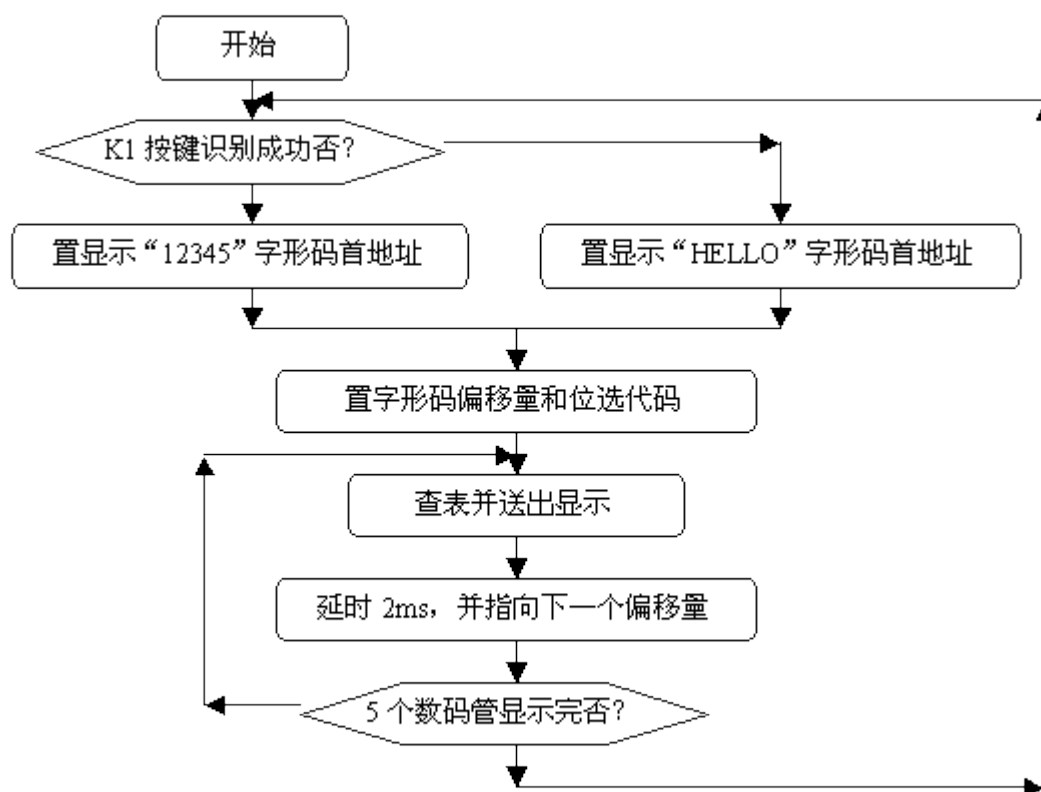 开始
K1 按键识别成功否？
置显示“12345”字形码首地址
置显示“HELLO”字形码首地址
置字形码偏移量和位选代码
查表并送出显示
延时 2ms，并指向下一个偏移量
5 个数码管显示完否？